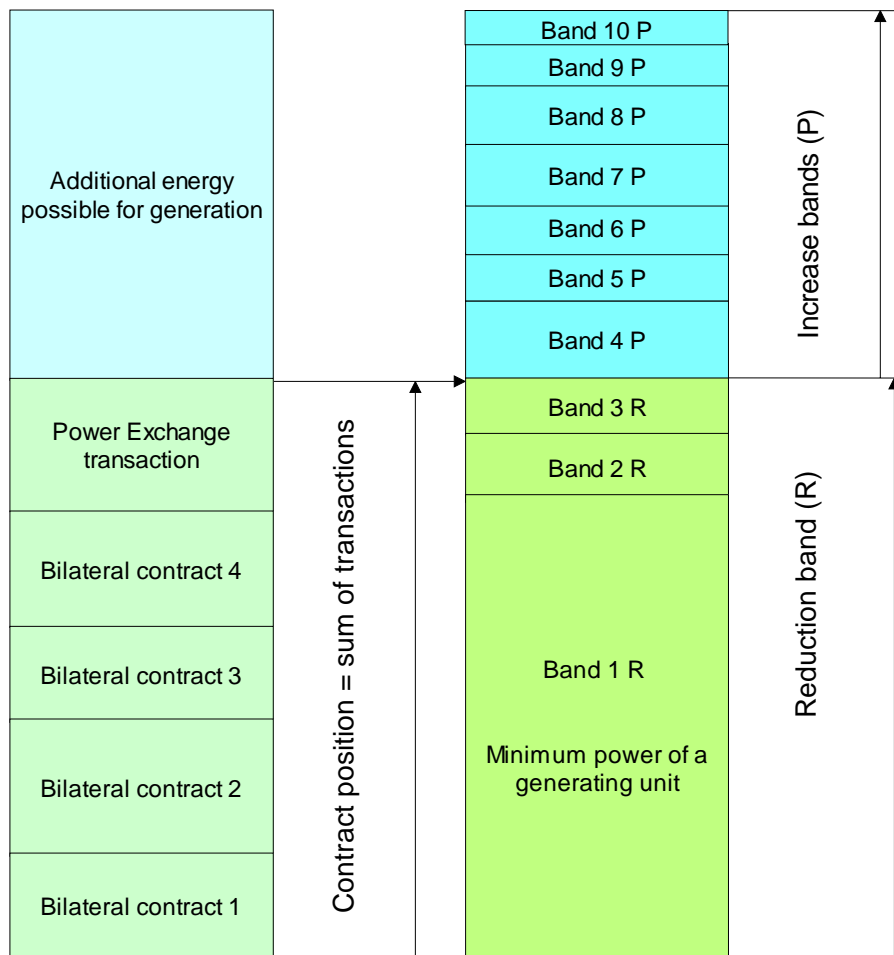 Additional energy
possible for generation
Power Exchange
transaction
Bilateral contract 4
Bilateral contract 3
Bilateral contract 2
Bilateral contract 1
Contract position = sum of transactions
Band 10 P
Band 9 P
Band 8 P
Band 7 P
Band 6 P
Band 5 P
Band 4 P
Band 3 R
Band 2 R
Band 1 R
Minimum power of a
generating unit
Increase bands (P)
Reduction band (R)